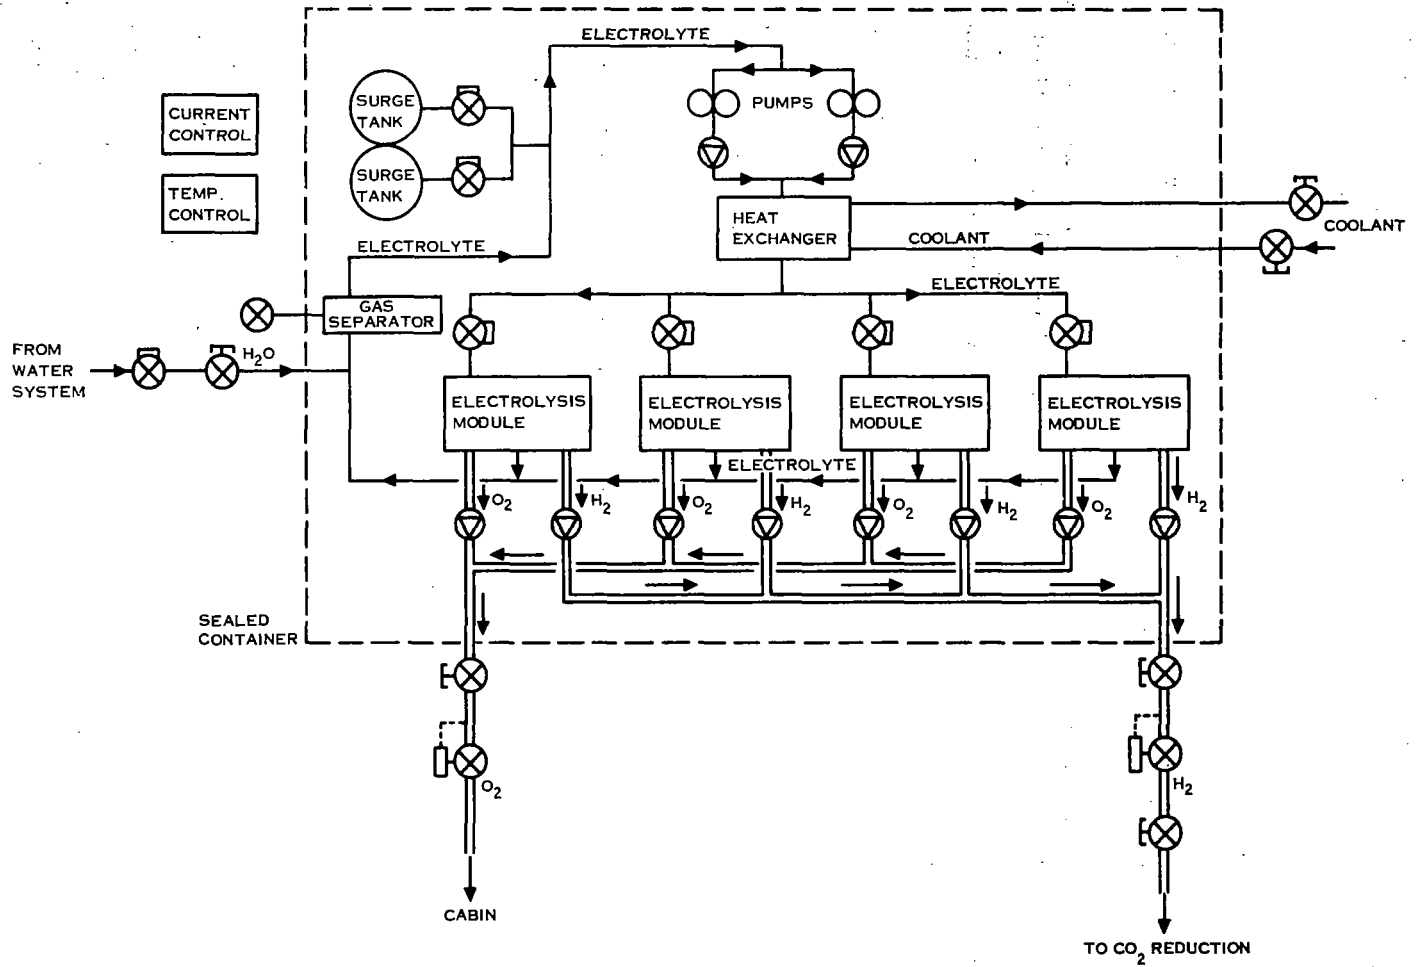 ELECTROLYTE
CURRENT
CONTROL
SURGE
TANK
PUMPS
SURGE
TANK
TEMP.
CONTROL
HEAT
EXCHANGER
COOLANT
COOLANT
ELECTROLYTE
ELECTROLYTE
GAS
SEPARATOR
FROM
WATER
SYSTEM
H2O
ELECTROLYSIS
MODULE
ELECTROLYSIS
MODULE
ELECTROLYSIS
MODULE
ELECTROLYSIS
MODULE
ELECTROLYTE
O2
H2
O2
H2
O2
H2
O2
H2
SEALED
CONTAINER
O2
H2
CABIN
TO CO2 REDUCTION